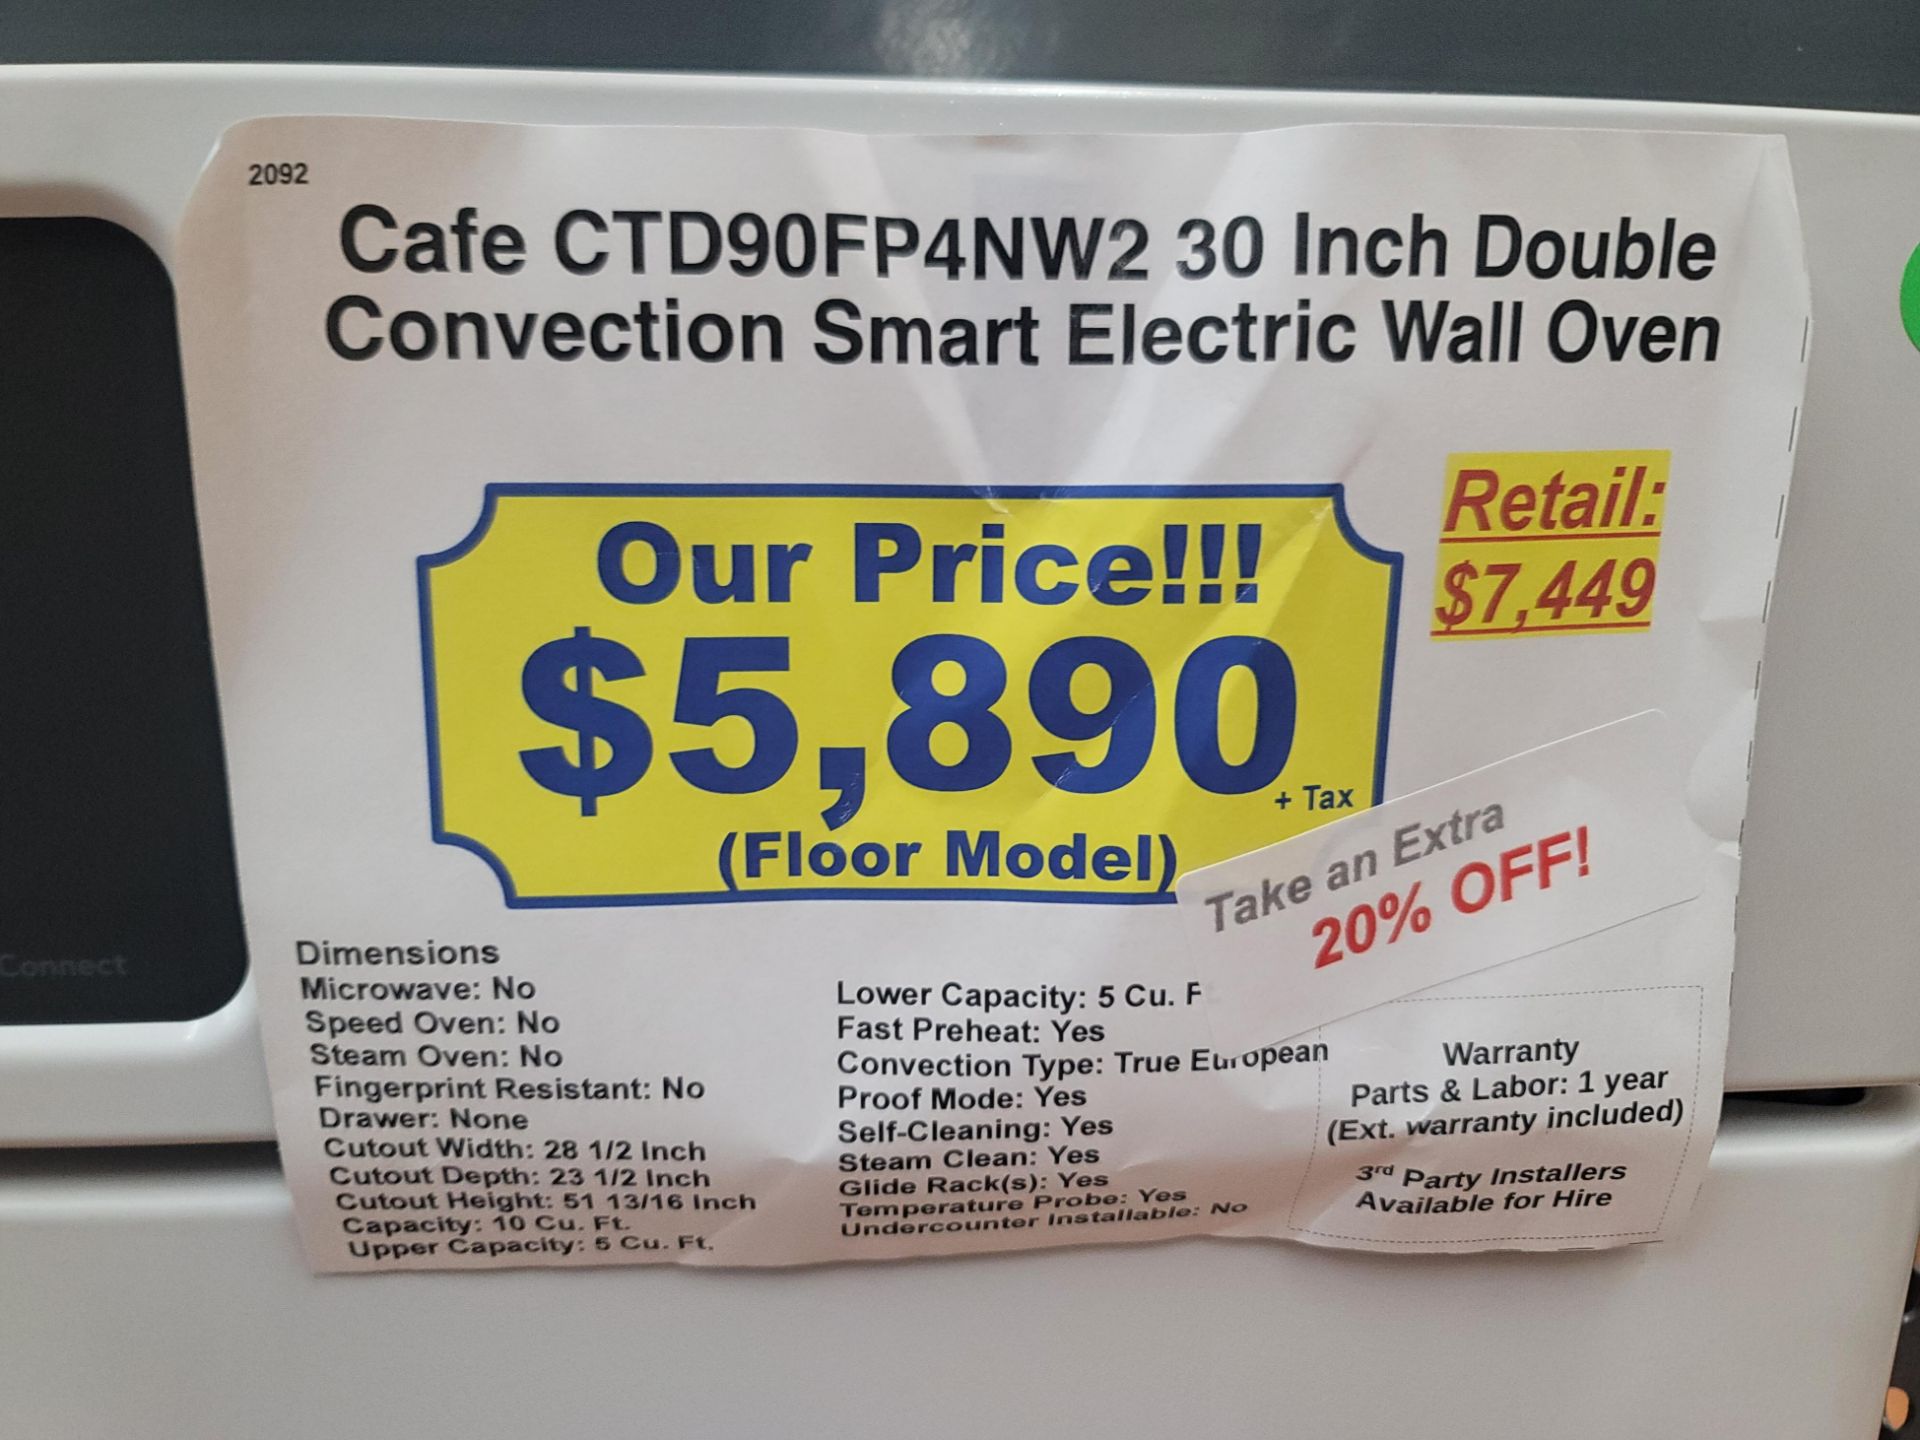 2092
Cafe CTD90FP4NW2 30 Inch Double
Convection Smart Electric Wall Oven
Retail:
$7,449
Our Price!!!
$5,890
+ Tax
(Floor Model)
Take an Extra
20% OFF!
Dimensions
Microwave: No
Speed Oven: No
Steam Oven: No
Fingerprint Resistant: No
Drawer: None
Cutout Width: 28 1/2 Inch
Cutout Depth: 23 1/2 Inch
Cutout Height: 51 13/16 Inch
Capacity: 10 Cu. Ft.
Upper Capacity: 5 Cu. Ft.
Lower Capacity: 5 Cu. F
Fast Preheat: Yes
Convection Type: True European
Proof Mode: Yes
Self-Cleaning: Yes
Steam Clean: Yes
Glide Rack(s): Yes
Temperature Probe: Yes
Undercounter Installable: No
Warranty
Parts & Labor: 1 year
(Ext. warranty included)
3rd Party Installers
Available for Hire
Connect